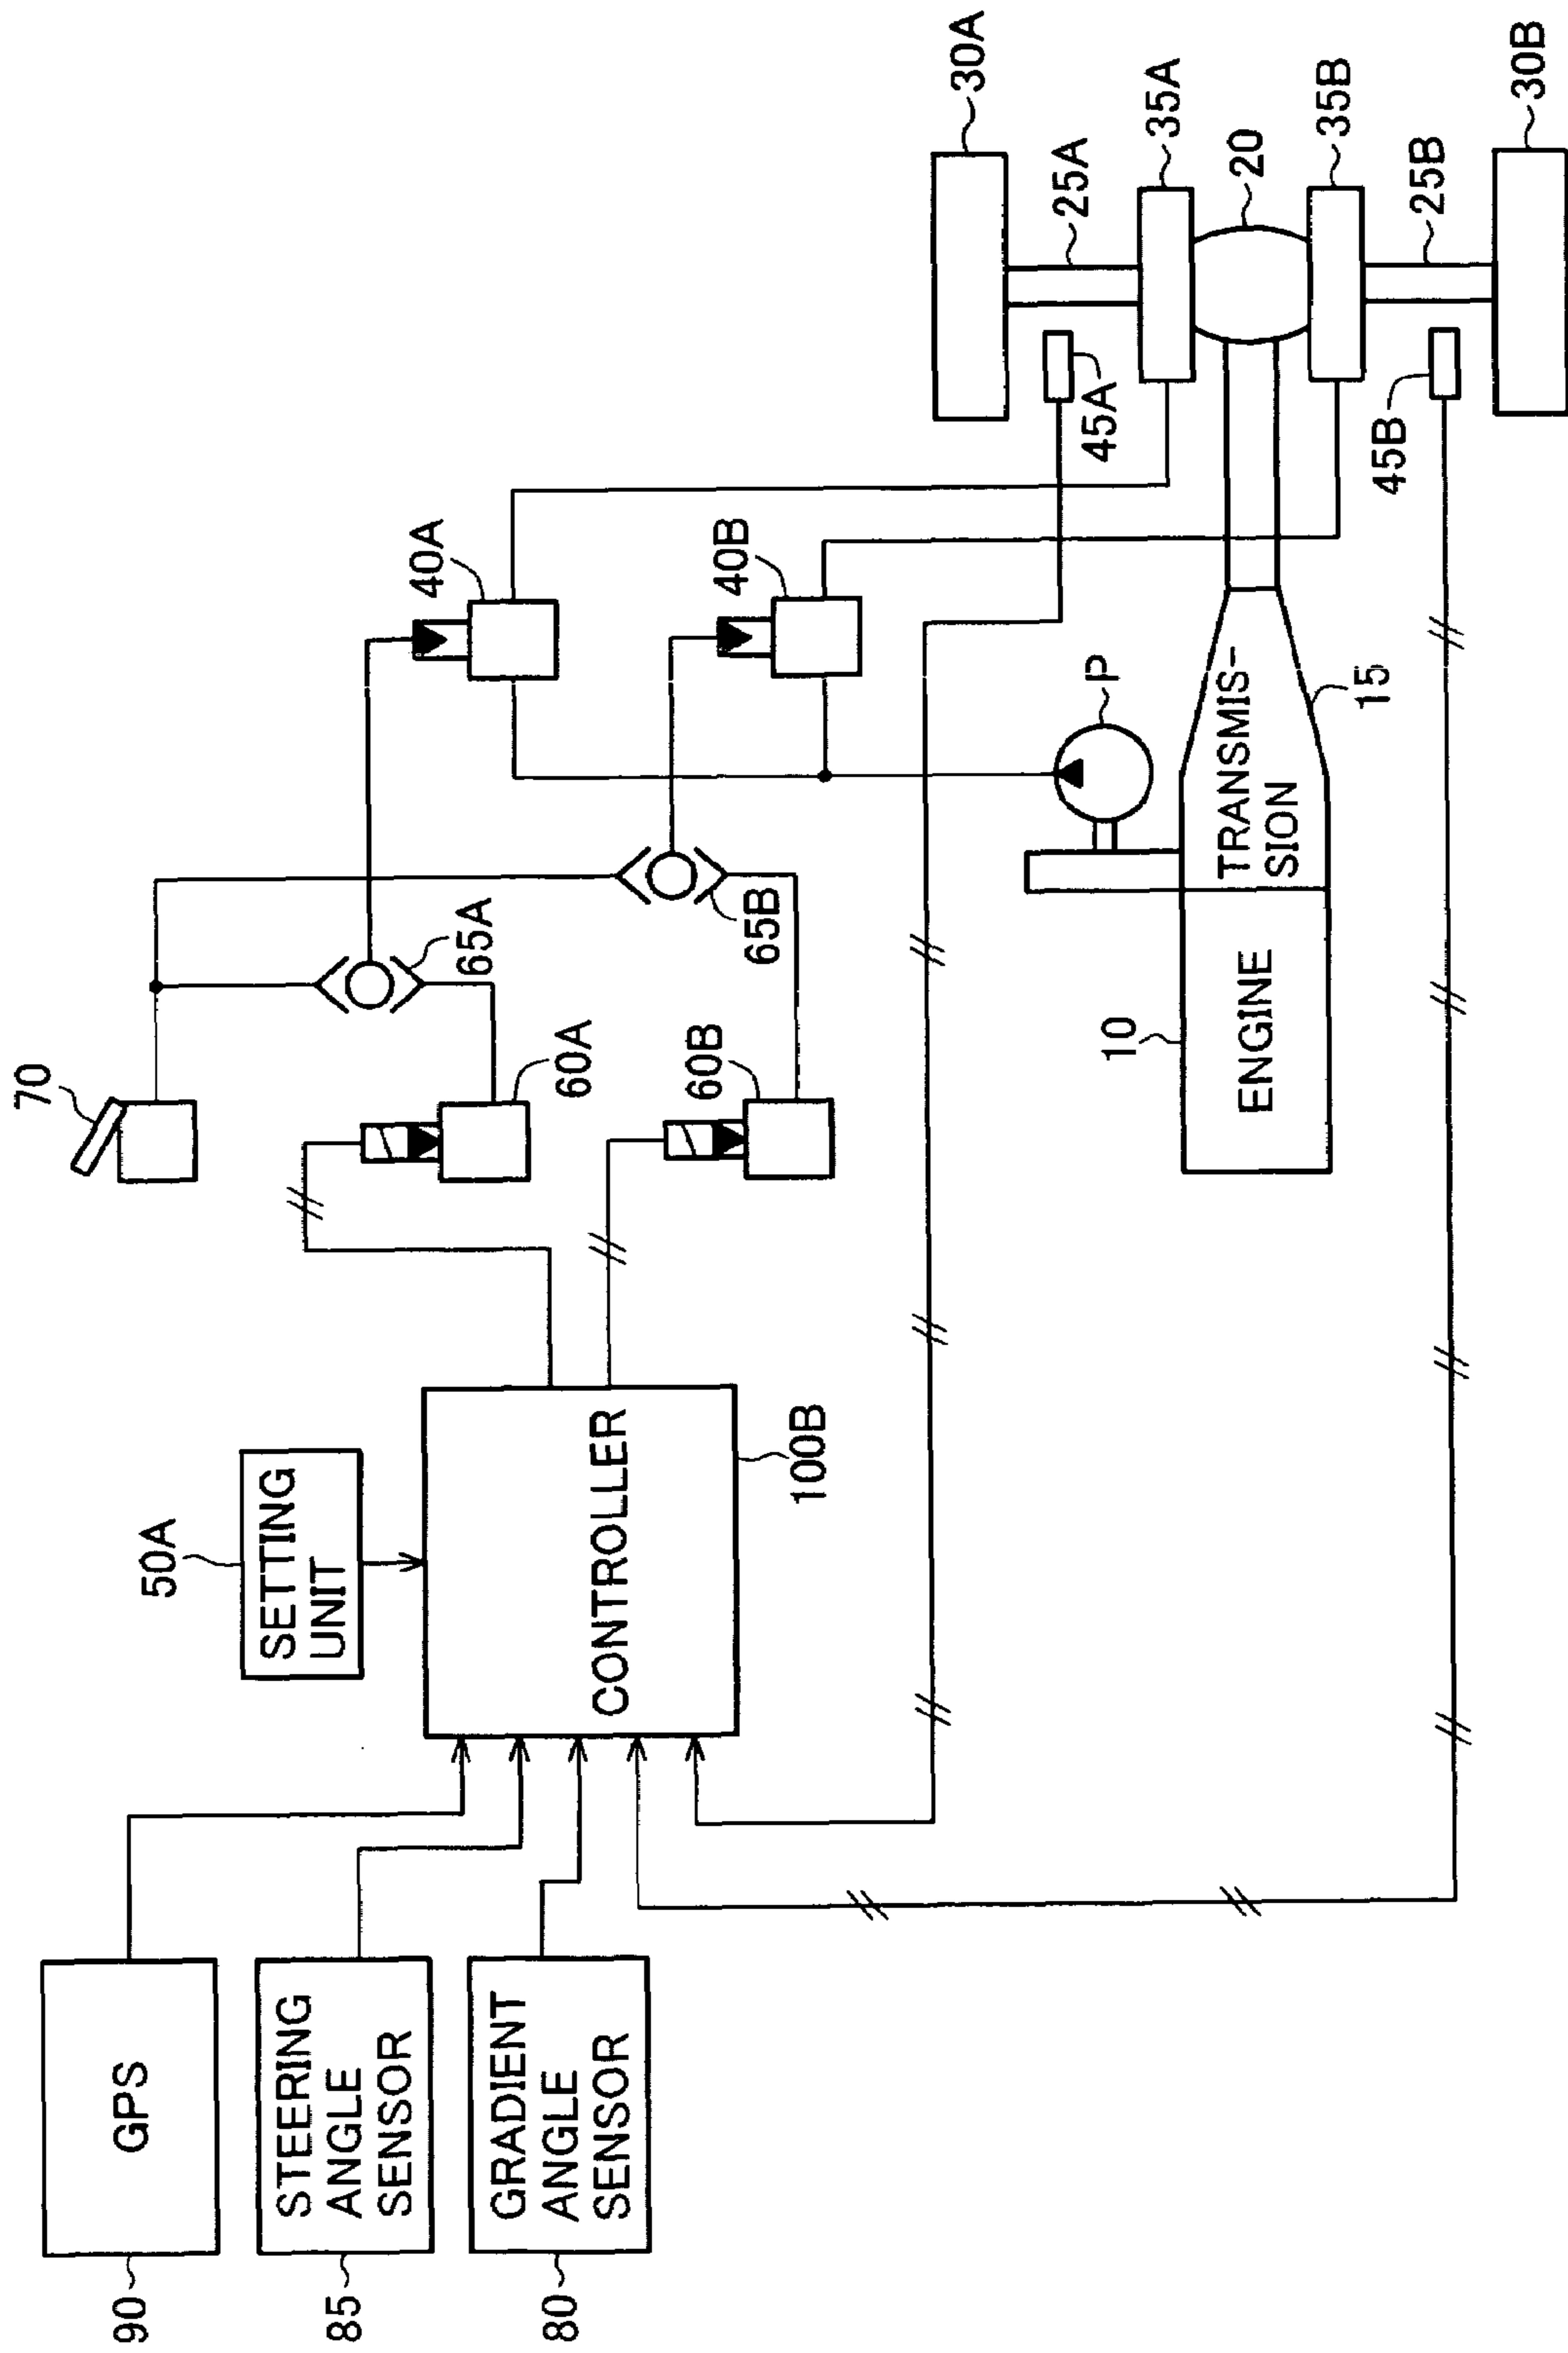 90
GPS
85
STEERING
ANGLE
SENSOR
80
GRADIENT
ANGLE
SENSOR
50A
SETTING
UNIT
CONTROLLER
100B
70
60A
60B
65A
65B
40A
40B
P
10
ENGINE
TRANSMIS-
SION
15
45A
45B
30A
25A
35A
20
35B
25B
30B